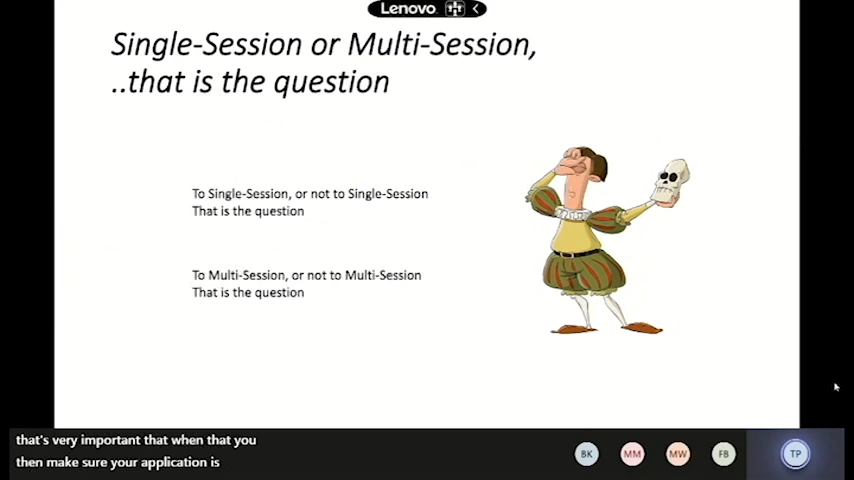 Lenovo
Single-Session or Multi-Session,
..that is the question
To Single-Session, or not to Single-Session
That is the question
To Multi-Session, or not to Multi-Session
That is the question
that's very important that when that you
then make sure your application is
BK MM MW FB TP